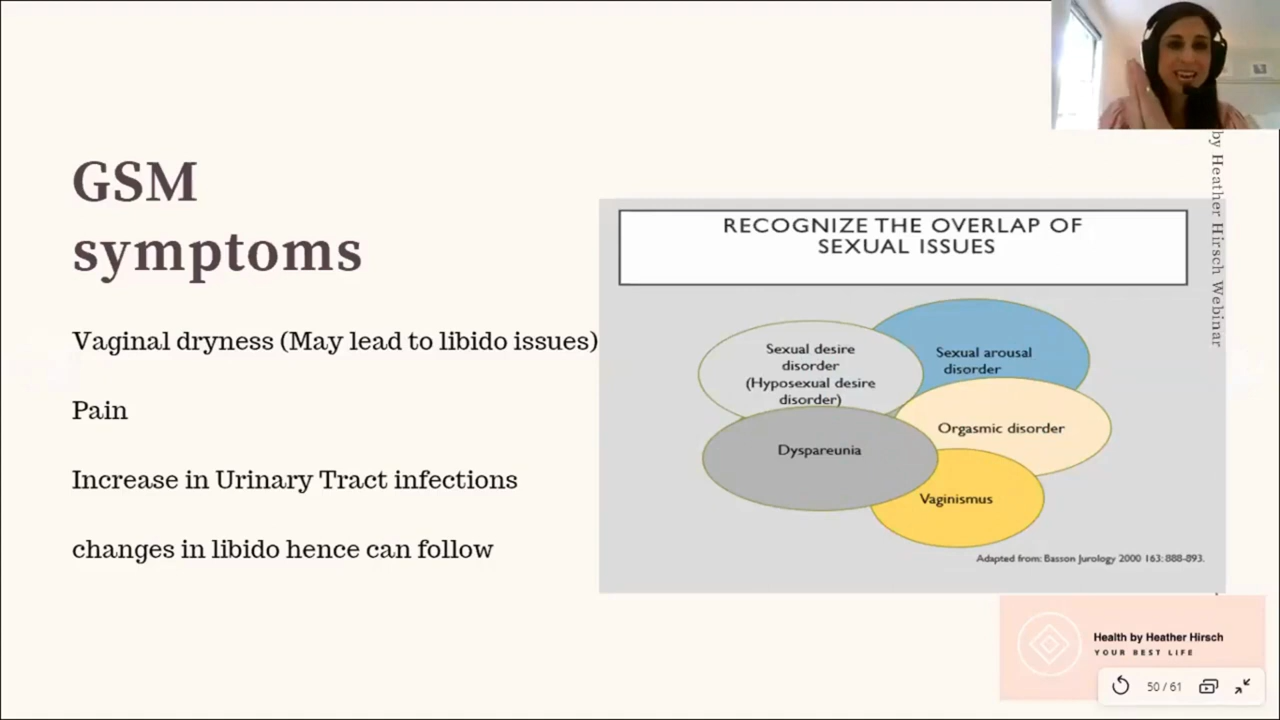 GSM
symptoms
Vaginal dryness (May lead to libido issues)
Pain
Increase in Urinary Tract infections
changes in libido hence can follow
RECOGNIZE THE OVERLAP OF
SEXUAL ISSUES
Sexual desire
disorder
(Hyposexual desire
disorder)
Sexual arousal
disorder
Orgasmic disorder
Dyspareunia
Vaginismus
Adapted from: Basson Jurology 2000 163: 888-893.
by Heather Hirsch Webinar
Health by Heather Hirsch
YOUR BEST LIFE
50 / 61